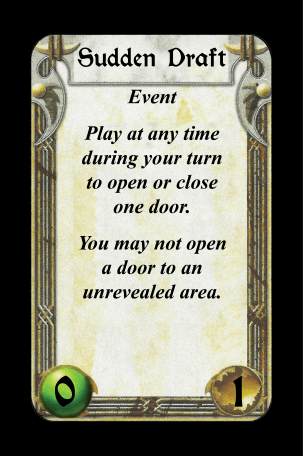 Sudden Draft
Event
Play at any time
during your turn
to open or close
one door.
You may not open
a door to an
unrevealed area.
0
1